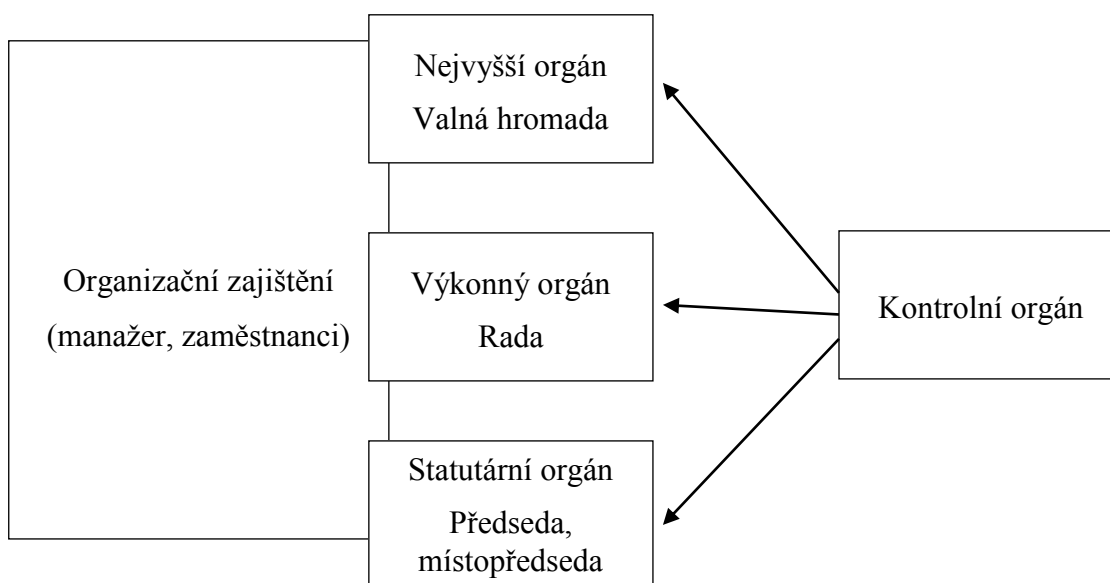 Nejvyšší orgán
Valná hromada
Organizační zajištění
(manažer, zaměstnanci)
Výkonný orgán
Rada
Kontrolní orgán
Statutární orgán
Předseda,
místopředseda